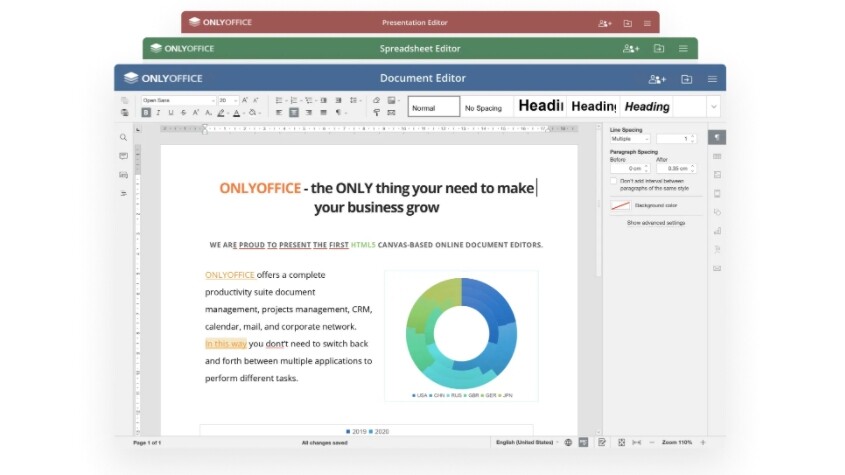 ONLYOFFICE
Presentation Editor
ONLYOFFICE
Spreadsheet Editor
ONLYOFFICE
Document Editor
Open Sans
20
Normal
No Spacing
Headi
Heading
Heading
Line Spacing
Multiple
1
Paragraph Spacing
Before
After
0 cm
0.35 cm
Don't add interval between
paragraphs of the same style
Background color
Show advanced settings
ONLYOFFICE - the ONLY thing your need to make
your business grow
WE ARE PROUD TO PRESENT THE FIRST HTML5 CANVAS-BASED ONLINE DOCUMENT EDITORS.
ONLYOFFICE offers a complete
productivity suite document
management, projects management, CRM,
calendar, mail, and corporate network.
In this way you dont't need to switch back
and forth between multiple applications to
perform different tasks.
USA CHN RUS GBR GER JPN
2019 2020
Page 1 of 1
All changes saved
English (United States)
Zoom 110%